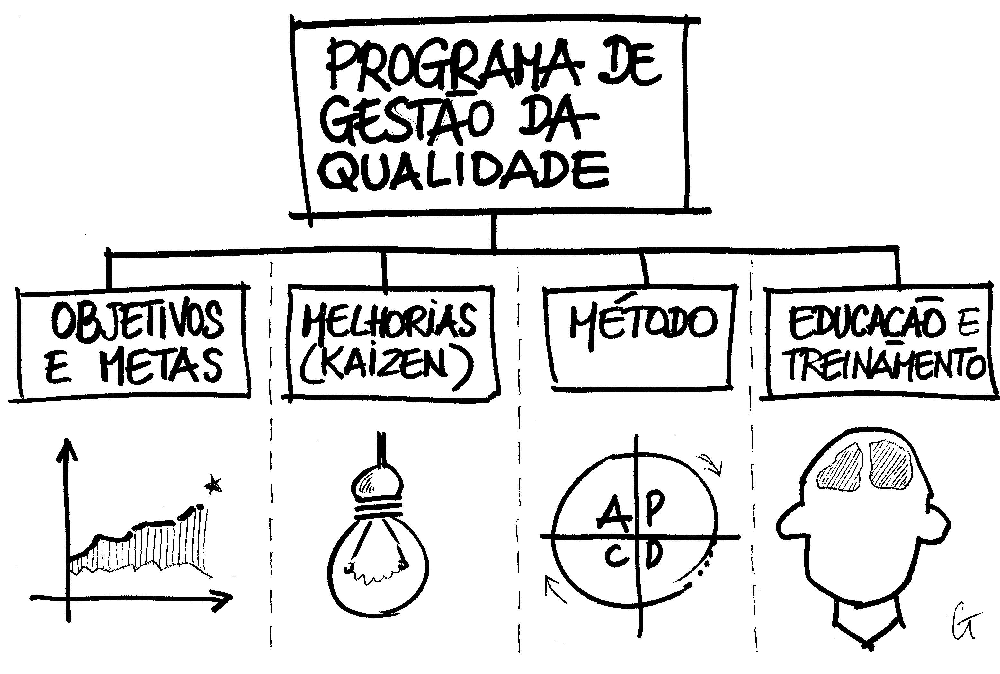 PROGRAMA DE
GESTÃO DA
QUALIDADE
OBJETIVOS
E METAS
MELHORIAS
(KAIZEN)
MÉTODO
EDUCAÇÃO E
TREINAMENTO
A P
C D
G